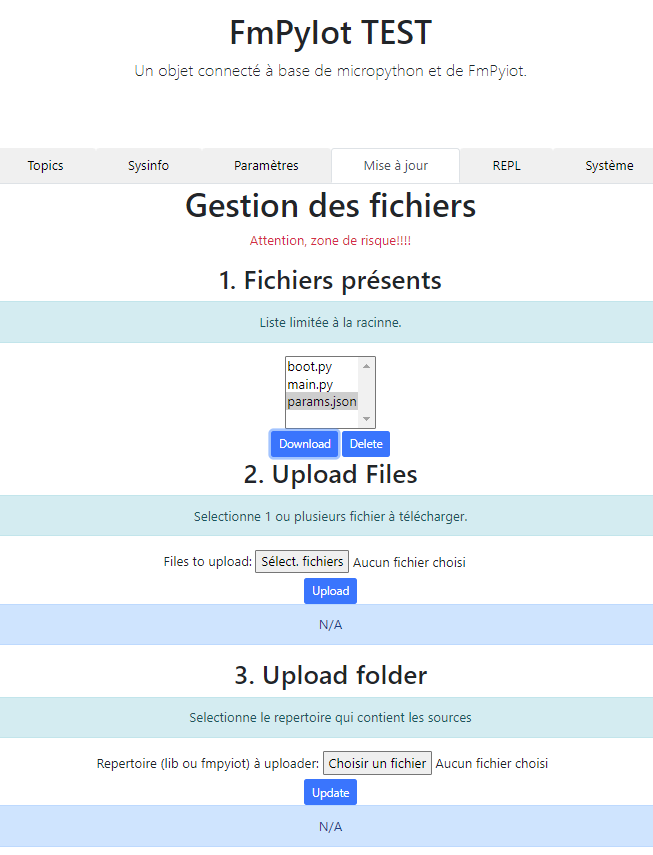 FmPyIot TEST
Un objet connecté à base de micropython et de FmPyiot.
Topics Sysinfo Paramètres Mise à jour REPL Système
Gestion des fichiers
Attention, zone de risque!!!!
1. Fichiers présents
Liste limitée à la racinne.
boot.py
main.py
params.json
Download Delete
2. Upload Files
Selectionne 1 ou plusieurs fichier à télécharger.
Files to upload: Sélect. fichiers Aucun fichier choisi
Upload
N/A
3. Upload folder
Selectionne le repertoire qui contient les sources
Repertoire (lib ou fmpyiot) à uploader: Choisir un fichier Aucun fichier choisi
Update
N/A